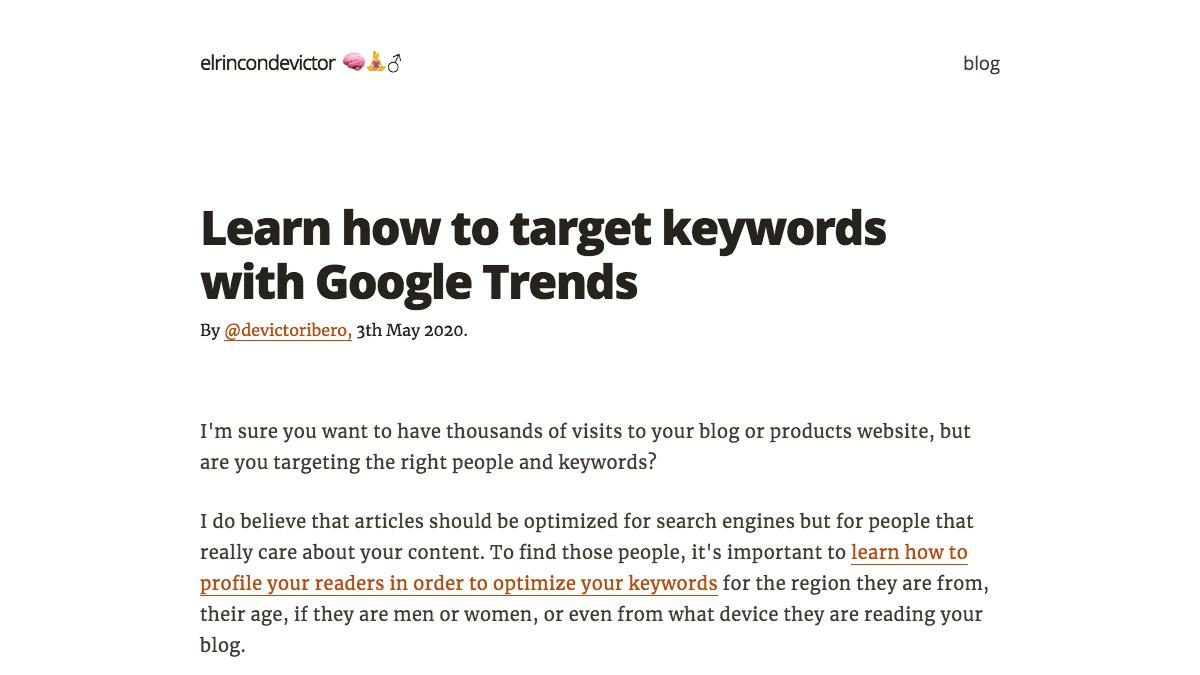 elrincondevictor 🧠🧘‍♂
blog
Learn how to target keywords
with Google Trends
By @devictoribero, 3th May 2020.
I'm sure you want to have thousands of visits to your blog or products website, but
are you targeting the right people and keywords?
I do believe that articles should be optimized for search engines but for people that
really care about your content. To find those people, it's important to learn how to
profile your readers in order to optimize your keywords for the region they are from,
their age, if they are men or women, or even from what device they are reading your
blog.